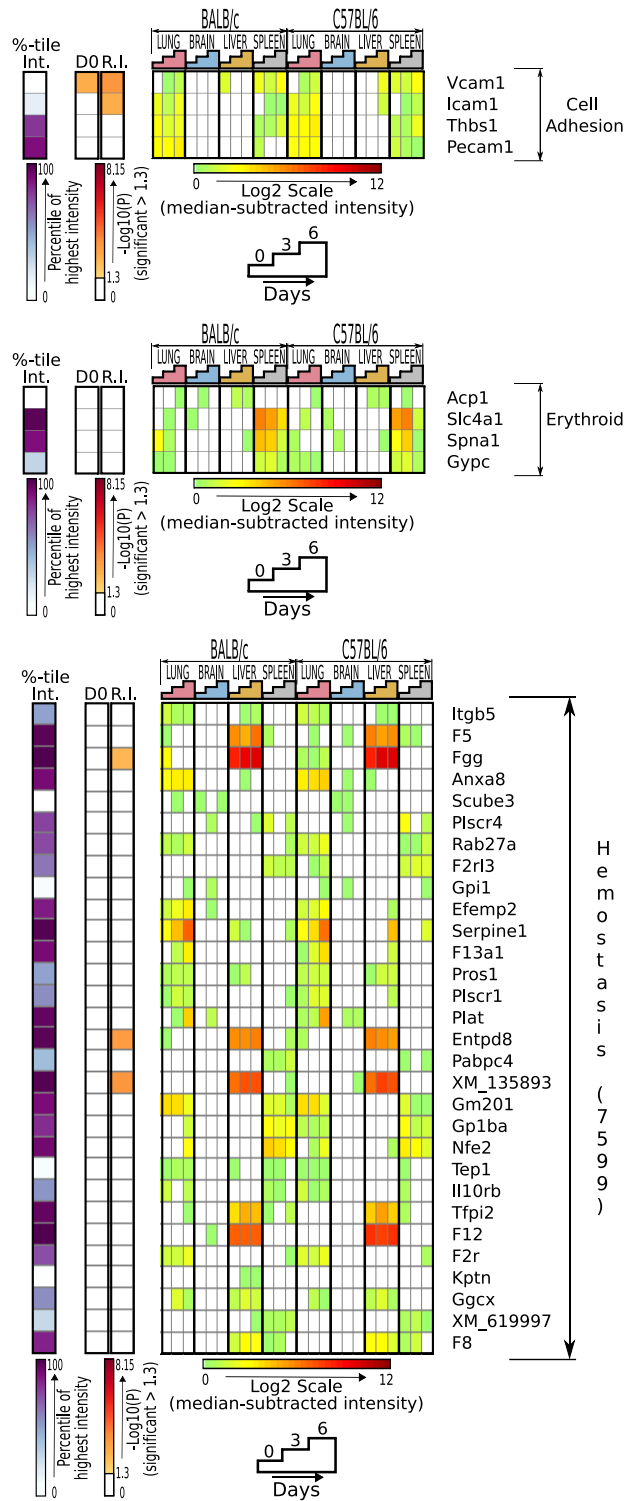 BALB/c C57BL/6
%-tile Int. D0 R.I. LUNG BRAIN LIVER SPLEEN LUNG BRAIN LIVER SPLEEN
Vcam1
Icam1
Thbs1
Pecam1
Cell Adhesion
100 Percentile of highest intensity 0
8.15 -Log10(P) (significant > 1.3) 1.3 0
0 12
Log2 Scale
(median-subtracted intensity)
0 3 6
Days
BALB/c C57BL/6
%-tile Int. D0 R.I. LUNG BRAIN LIVER SPLEEN LUNG BRAIN LIVER SPLEEN
Acp1
Slc4a1
Spna1
Gypc
Erythroid
100 Percentile of highest intensity 0
8.15 -Log10(P) (significant > 1.3) 1.3 0
0 12
Log2 Scale
(median-subtracted intensity)
0 3 6
Days
BALB/c C57BL/6
%-tile Int. D0 R.I. LUNG BRAIN LIVER SPLEEN LUNG BRAIN LIVER SPLEEN
Itgb5
F5
Fgg
Anxa8
Scube3
Plscr4
Rab27a
F2rl3
Gpi1
Efemp2
Serpine1
F13a1
Pros1
Plscr1
Plat
Entpd8
Pabpc4
XM_135893
Gm201
Gp1ba
Nfe2
Tep1
Il10rb
Tfpi2
F12
F2r
Kptn
Ggcx
XM_619997
F8
Hemostasis (7599)
100 Percentile of highest intensity 0
8.15 -Log10(P) (significant > 1.3) 1.3 0
0 12
Log2 Scale
(median-subtracted intensity)
0 3 6
Days